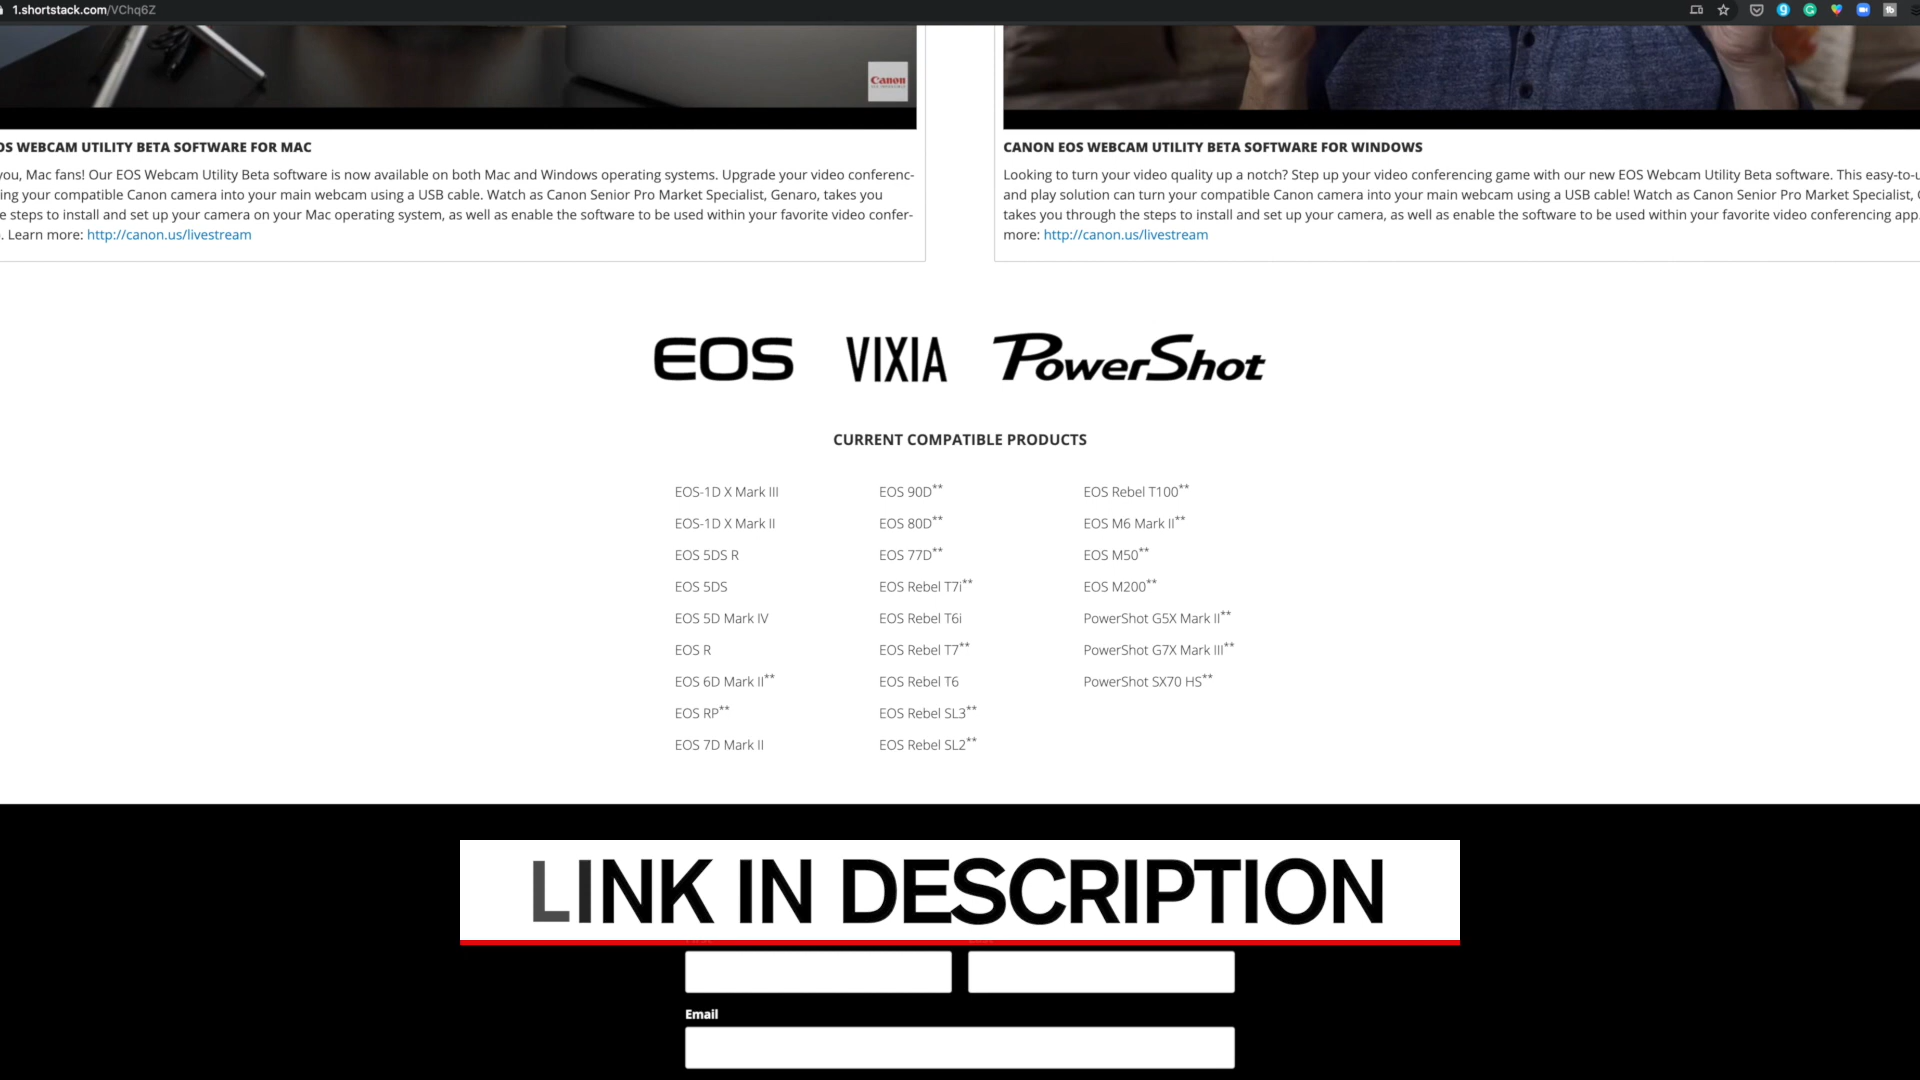 1.shortstack.com/VChq6Z
Canon
OS WEBCAM UTILITY BETA SOFTWARE FOR MAC
you, Mac fans! Our EOS Webcam Utility Beta software is now available on both Mac and Windows operating systems. Upgrade your video conferenc-
ing your compatible Canon camera into your main webcam using a USB cable. Watch as Canon Senior Pro Market Specialist, Genaro, takes you
e steps to install and set up your camera on your Mac operating system, as well as enable the software to be used within your favorite video confer-
. Learn more: http://canon.us/livestream
CANON EOS WEBCAM UTILITY BETA SOFTWARE FOR WINDOWS
Looking to turn your video quality up a notch? Step up your video conferencing game with our new EOS Webcam Utility Beta software. This easy-to-u
and play solution can turn your compatible Canon camera into your main webcam using a USB cable! Watch as Canon Senior Pro Market Specialist,
takes you through the steps to install and set up your camera, as well as enable the software to be used within your favorite video conferencing app.
more: http://canon.us/livestream
EOS VIXIA PowerShot
CURRENT COMPATIBLE PRODUCTS
EOS-1D X Mark III
EOS-1D X Mark II
EOS 5DS R
EOS 5DS
EOS 5D Mark IV
EOS R
EOS 6D Mark II**
EOS RP**
EOS 7D Mark II
EOS 90D**
EOS 80D**
EOS 77D**
EOS Rebel T7i**
EOS Rebel T6i
EOS Rebel T7**
EOS Rebel T6
EOS Rebel SL3**
EOS Rebel SL2**
EOS Rebel T100**
EOS M6 Mark II**
EOS M50**
EOS M200**
PowerShot G5X Mark II**
PowerShot G7X Mark III**
PowerShot SX70 HS**
LINK IN DESCRIPTION
Email